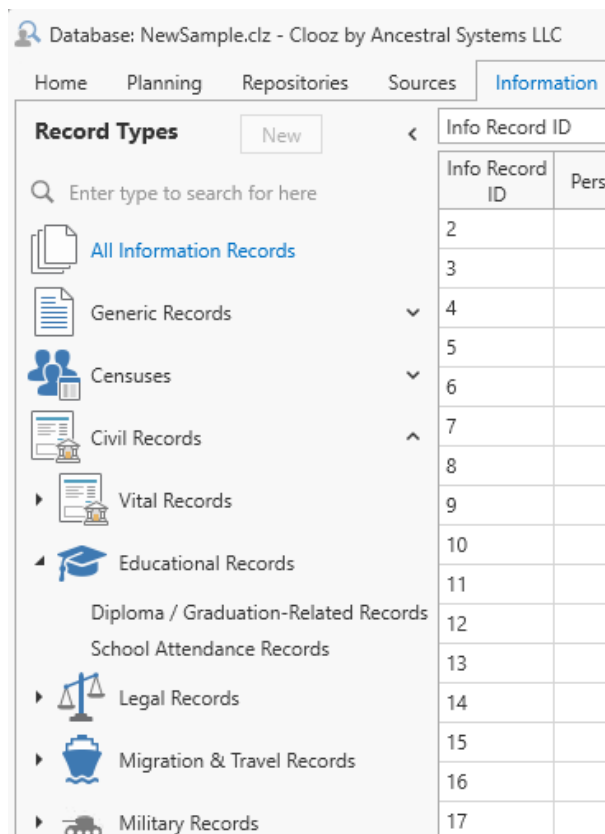 Database: NewSample.clz - Clooz by Ancestral Systems LLC
Home Planning Repositories Sources Information
Record Types New
Enter type to search for here
All Information Records
Generic Records
Censuses
Civil Records
Vital Records
Educational Records
Diploma / Graduation-Related Records
School Attendance Records
Legal Records
Migration & Travel Records
Military Records
Info Record ID
Info Record ID Pers
2
3
4
5
6
7
8
9
10
11
12
13
14
15
16
17